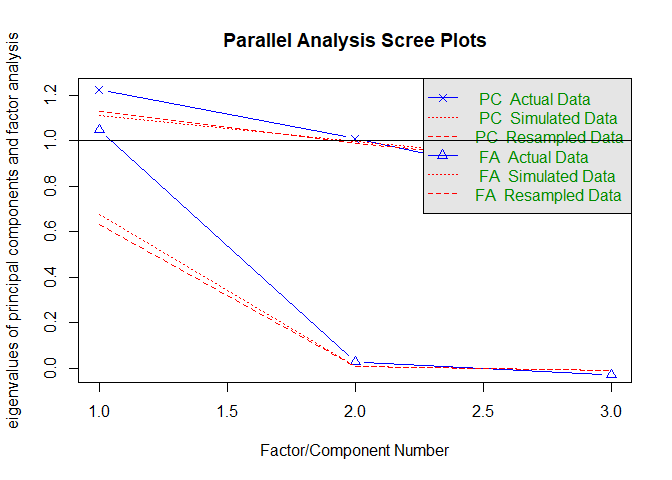 Parallel Analysis Scree Plots
eigenvalues of principal components and factor analysis
1.2
1.0
0.8
0.6
0.4
0.2
0.0
PC Actual Data
PC Simulated Data
PC Resampled Data
FA Actual Data
FA Simulated Data
FA Resampled Data
1.0 1.5 2.0 2.5 3.0
Factor/Component Number